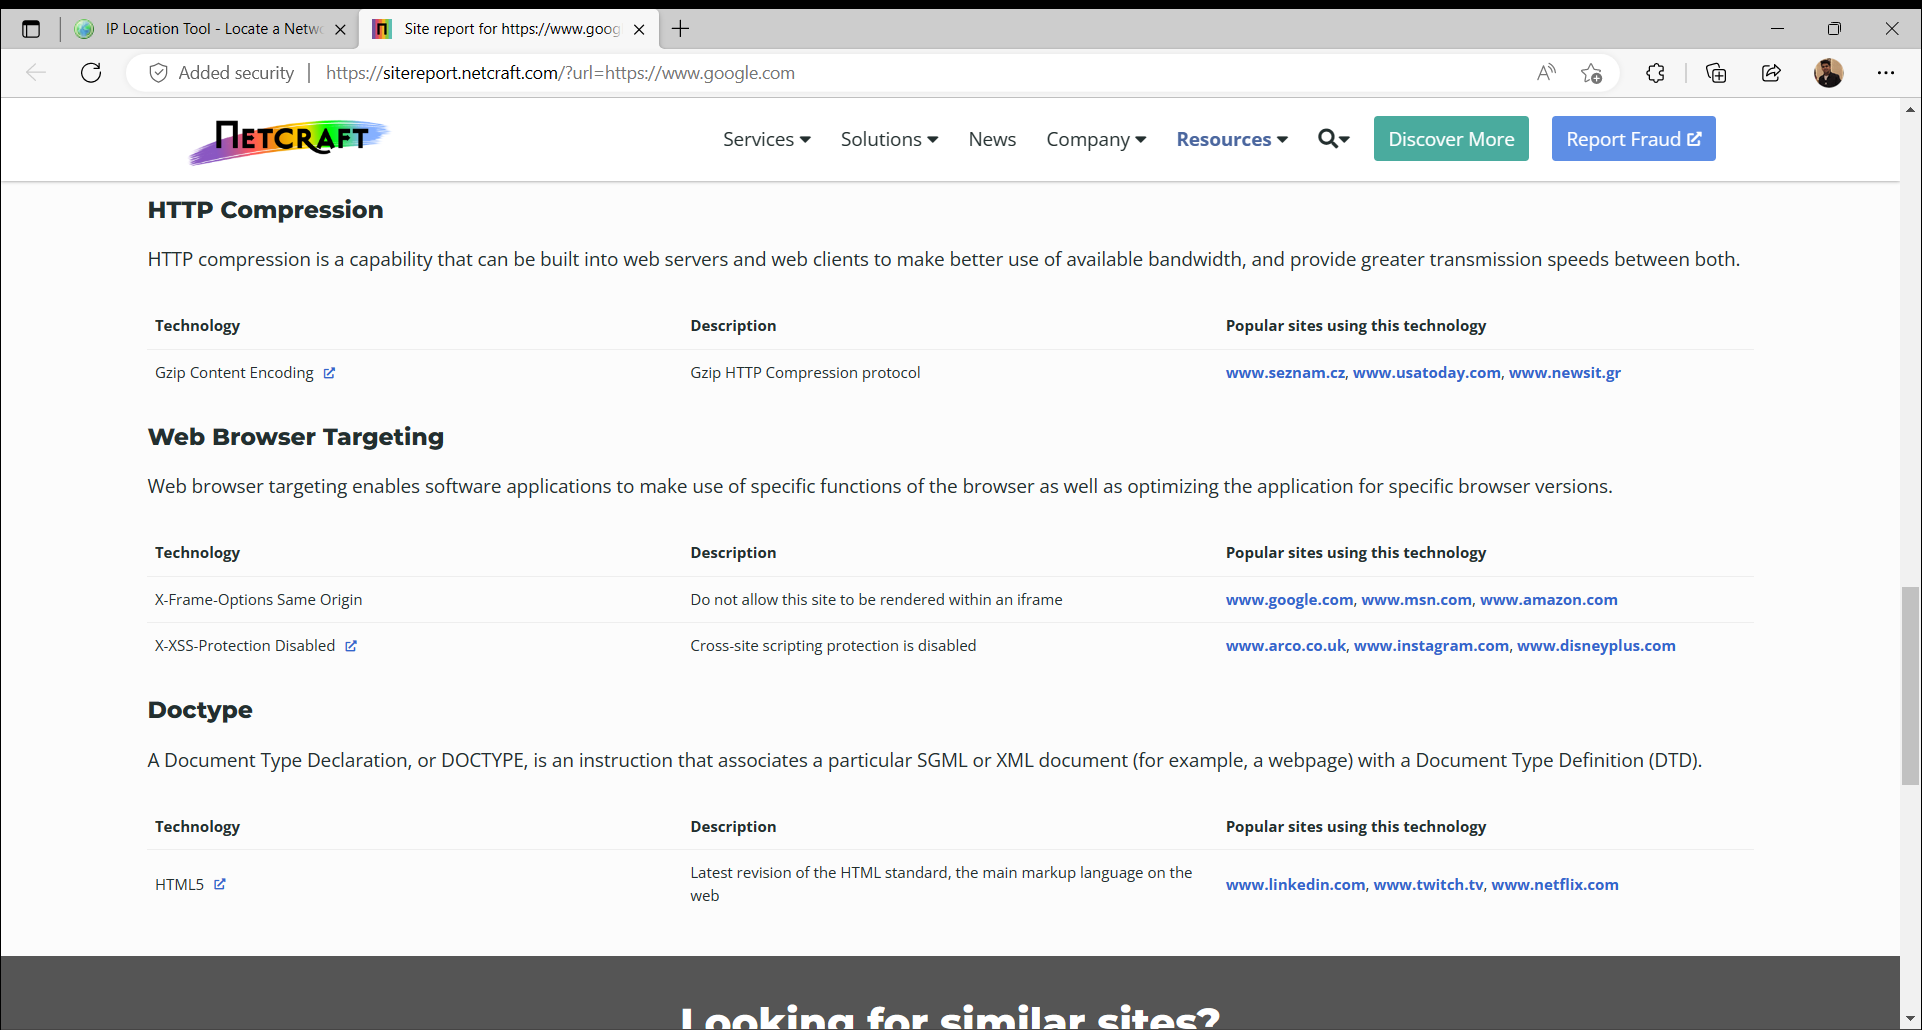 IP Location Tool - Locate a Netwo
Site report for https://www.goog
Added security
https://sitereport.netcraft.com/?url=https://www.google.com
NETCRAFT
Services
Solutions
News
Company
Resources
Discover More
Report Fraud
HTTP Compression
HTTP compression is a capability that can be built into web servers and web clients to make better use of available bandwidth, and provide greater transmission speeds between both.
Technology Description Popular sites using this technology
Gzip Content Encoding Gzip HTTP Compression protocol www.seznam.cz, www.usatoday.com, www.newsit.gr
Web Browser Targeting
Web browser targeting enables software applications to make use of specific functions of the browser as well as optimizing the application for specific browser versions.
Technology Description Popular sites using this technology
X-Frame-Options Same Origin Do not allow this site to be rendered within an iframe www.google.com, www.msn.com, www.amazon.com
X-XSS-Protection Disabled Cross-site scripting protection is disabled www.arco.co.uk, www.instagram.com, www.disneyplus.com
Doctype
A Document Type Declaration, or DOCTYPE, is an instruction that associates a particular SGML or XML document (for example, a webpage) with a Document Type Definition (DTD).
Technology Description Popular sites using this technology
HTML5 Latest revision of the HTML standard, the main markup language on the
web www.linkedin.com, www.twitch.tv, www.netflix.com
Looking for similar sites?